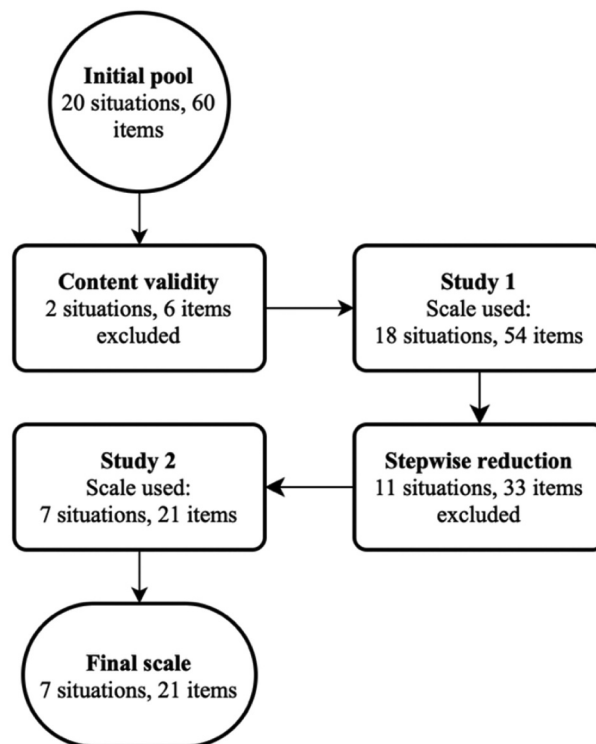 Initial pool
20 situations, 60
items
Content validity
2 situations, 6 items
excluded
Study 1
Scale used:
18 situations, 54 items
Stepwise reduction
11 situations, 33 items
excluded
Study 2
Scale used:
7 situations, 21 items
Final scale
7 situations, 21 items